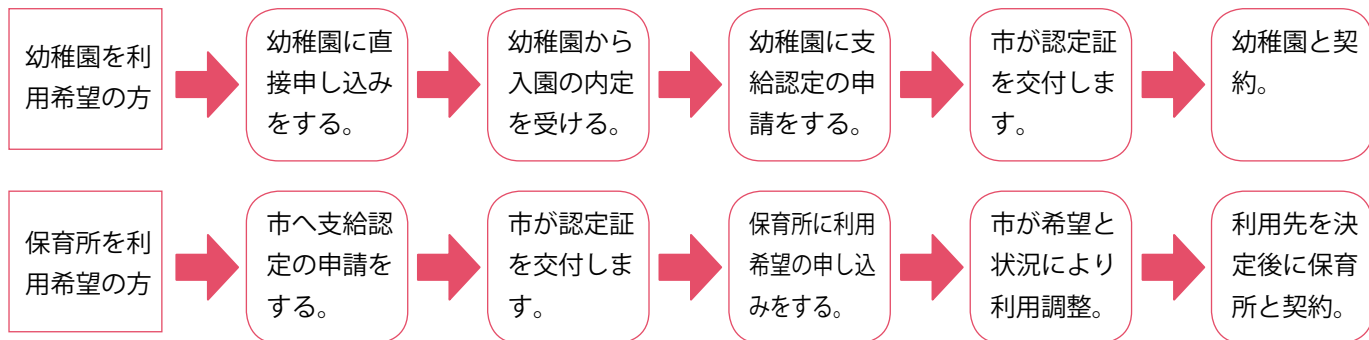 幼稚園を利
用希望の方
幼稚園に直
接申し込み
をする。
幼稚園から
入園の内定
を受ける。
幼稚園に支
給認定の申
請をする。
市が認定証
を交付しま
す。
幼稚園と契
約。
保育所を利
用希望の方
市へ支給認
定の申請を
する。
市が認定証
を交付しま
す。
保育所に利用
希望の申し込
みをする。
市が希望と
状況により
利用調整。
利用先を決
定後に保育
所と契約。